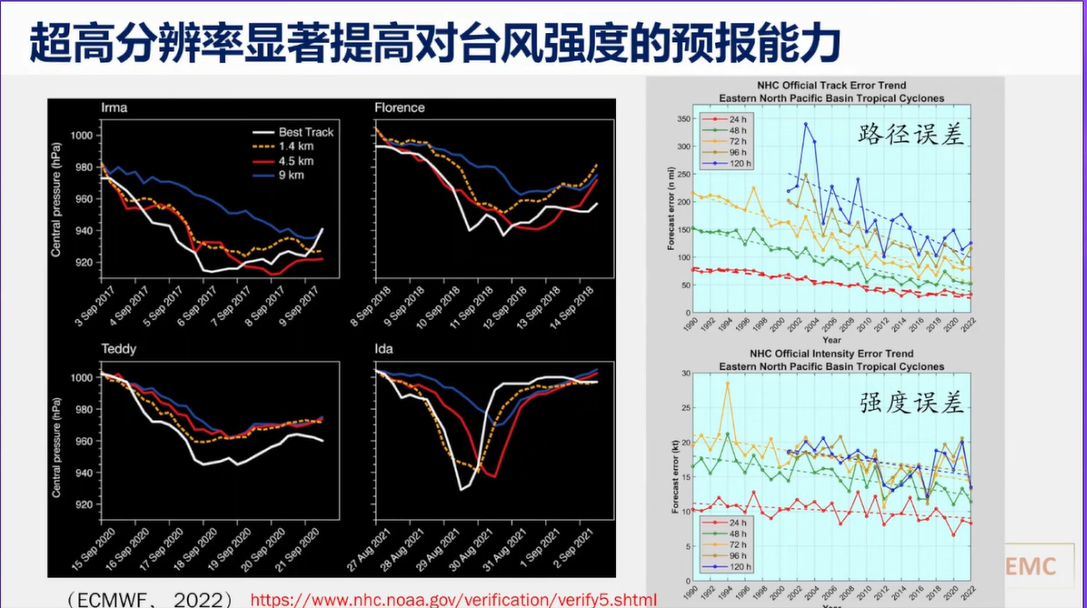 超高分辨率显著提高对台风强度的预报能力
Irma
Central pressure (hPa)
1000
980
960
940
920
Best Track
1.4 km
4.5 km
9 km
3 Sep 2017
4 Sep 2017
5 Sep 2017
6 Sep 2017
7 Sep 2017
8 Sep 2017
9 Sep 2017
Florence
8 Sep 2018
9 Sep 2018
10 Sep 2018
11 Sep 2018
12 Sep 2018
13 Sep 2018
14 Sep 2018
Teddy
Central pressure (hPa)
1000
980
960
940
920
15 Sep 2020
16 Sep 2020
17 Sep 2020
18 Sep 2020
19 Sep 2020
20 Sep 2020
21 Sep 2020
Ida
27 Aug 2021
28 Aug 2021
29 Aug 2021
30 Aug 2021
31 Aug 2021
1 Sep 2021
2 Sep 2021
NHC Official Track Error Trend
Eastern North Pacific Basin Tropical Cyclones
路径误差
24 h
48 h
72 h
96 h
120 h
Forecast error (n mi)
350
300
250
200
150
100
50
0
1990
1992
1994
1996
1998
2000
2002
2004
2006
2008
2010
2012
2014
2016
2018
2020
2022
Year
NHC Official Intensity Error Trend
Eastern North Pacific Basin Tropical Cyclones
强度误差
Forecast error (kt)
30
25
20
15
10
5
0
24 h
48 h
72 h
96 h
120 h
1990
1992
1994
1996
1998
2000
2002
2004
2006
2008
2010
2012
2014
2016
2018
2020
2022
Year
EMC
（ECMWF， 2022） https://www.nhc.noaa.gov/verification/verify5.shtml